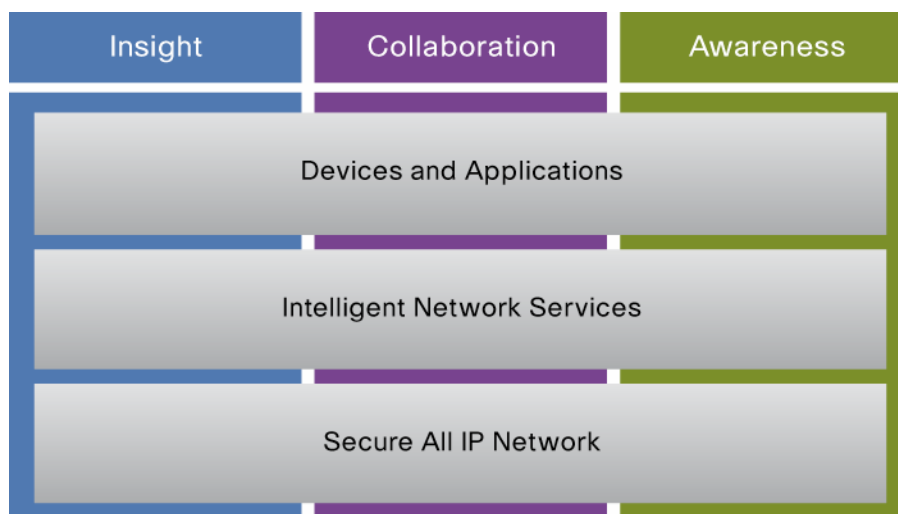 Insight
Collaboration
Awareness
Devices and Applications
Intelligent Network Services
Secure All IP Network